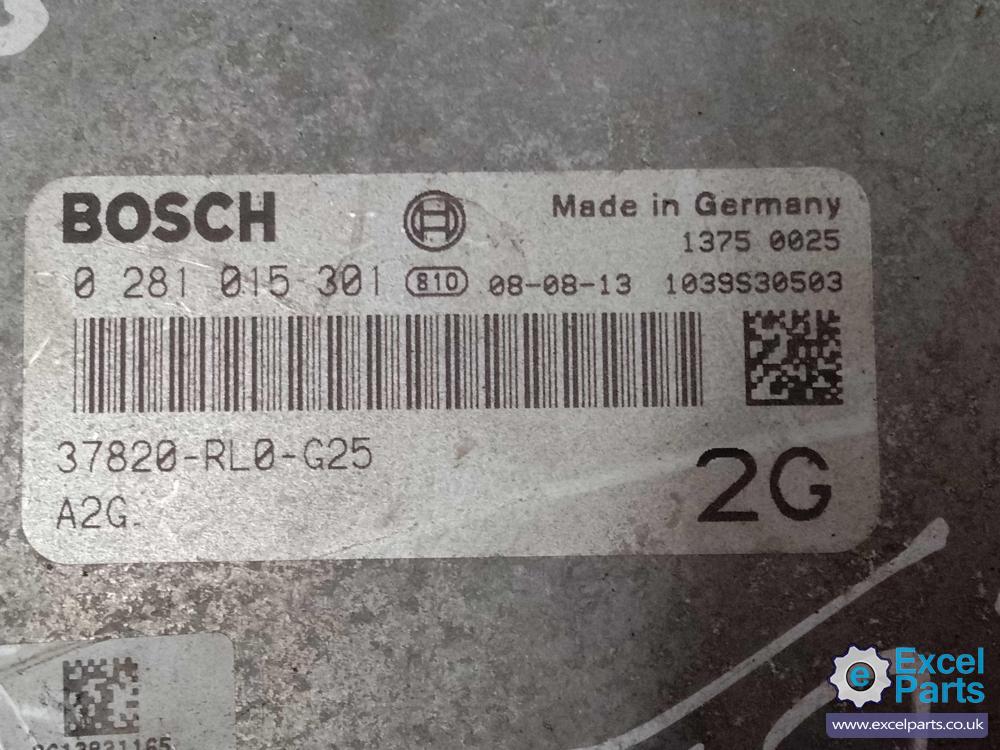 BOSCH
Made in Germany
1375 0025
0 281 015 301 810 08-08-13 1039S30503
37820-RL0-G25
A2G.
2G
e Excel Parts
www.excelparts.co.uk